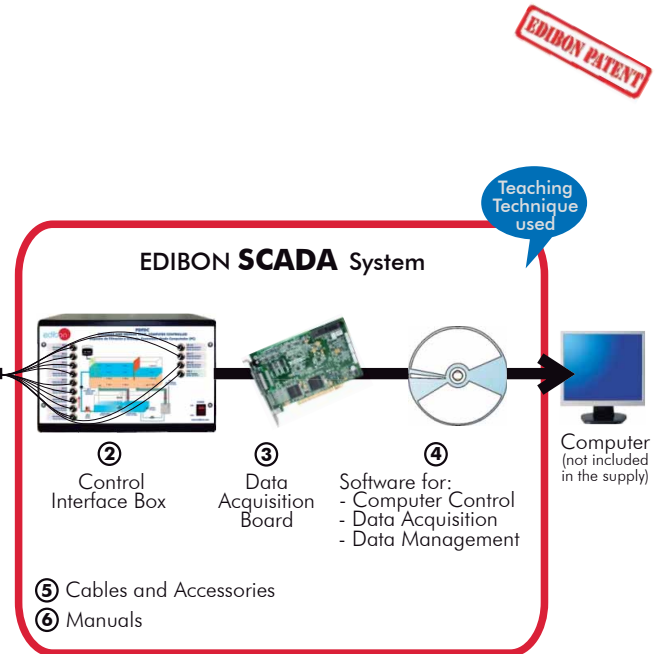 EDIBON PATENT
Teaching
Technique
used
EDIBON SCADA System
edibon
②
Control
Interface Box
③
Data
Acquisition
Board
④
Software for:
- Computer Control
- Data Acquisition
- Data Management
Computer
(not included
in the supply)
⑤ Cables and Accessories
⑥ Manuals